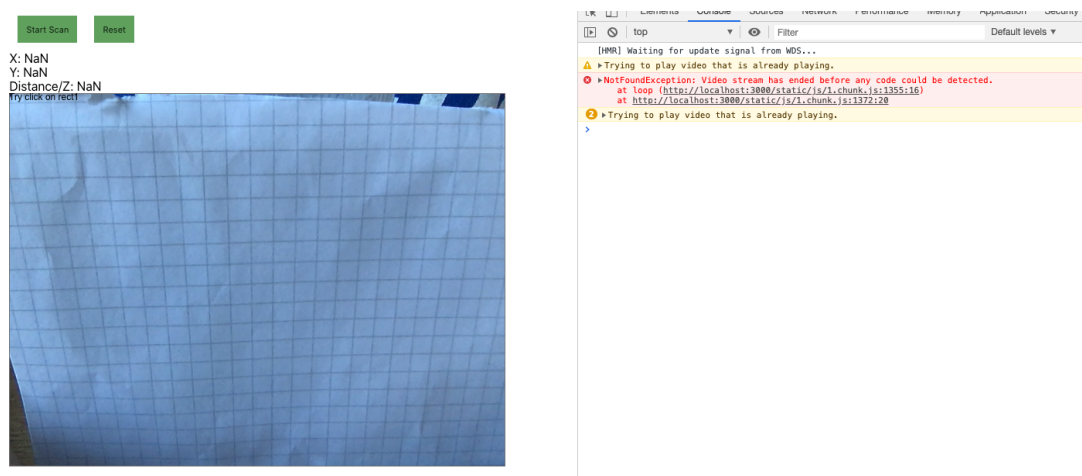 Start Scan
Reset
X: NaN
Y: NaN
Distance/Z: NaN
Try click on rect1
Elements Console Sources Network Performance Memory Application Security
top Filter Default levels ▼
[HMR] Waiting for update signal from WDS...
Trying to play video that is already playing.
NotFoundException: Video stream has ended before any code could be detected.
at loop (http://localhost:3000/static/js/1.chunk.js:1355:16)
at http://localhost:3000/static/js/1.chunk.js:1372:20
2 Trying to play video that is already playing.